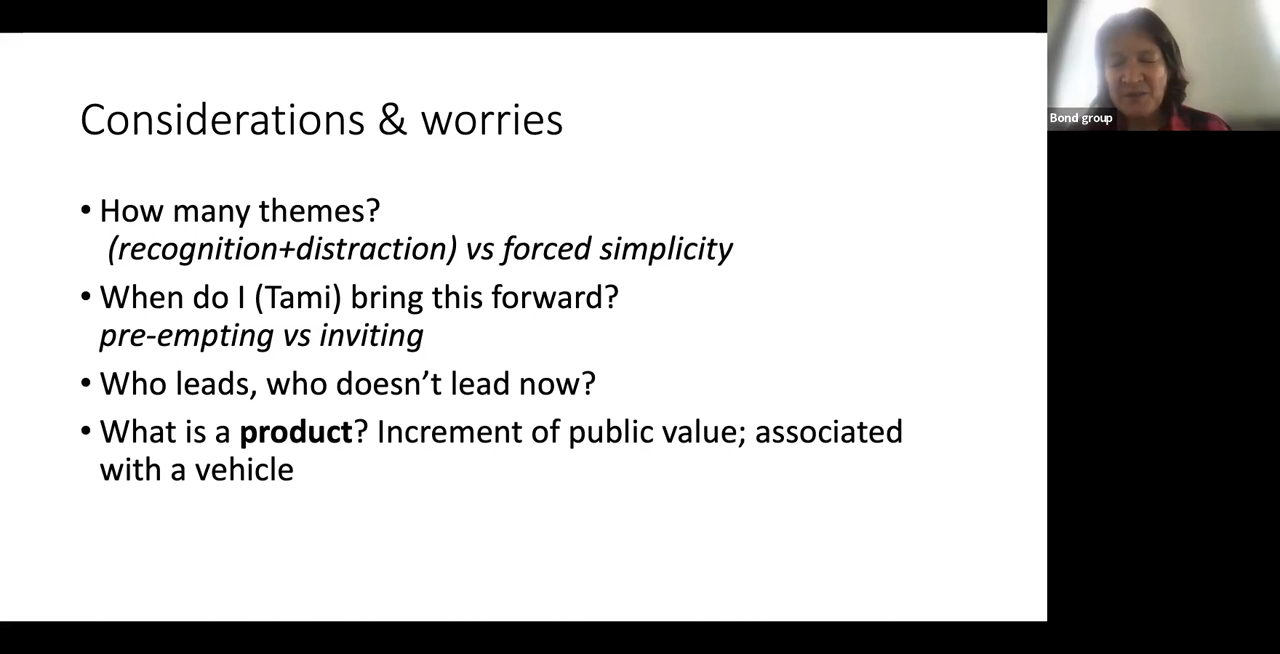 Considerations & worries
• How many themes?
(recognition+distraction) vs forced simplicity
• When do I (Tami) bring this forward?
pre-empting vs inviting
• Who leads, who doesn’t lead now?
• What is a product? Increment of public value; associated
with a vehicle
Bond group